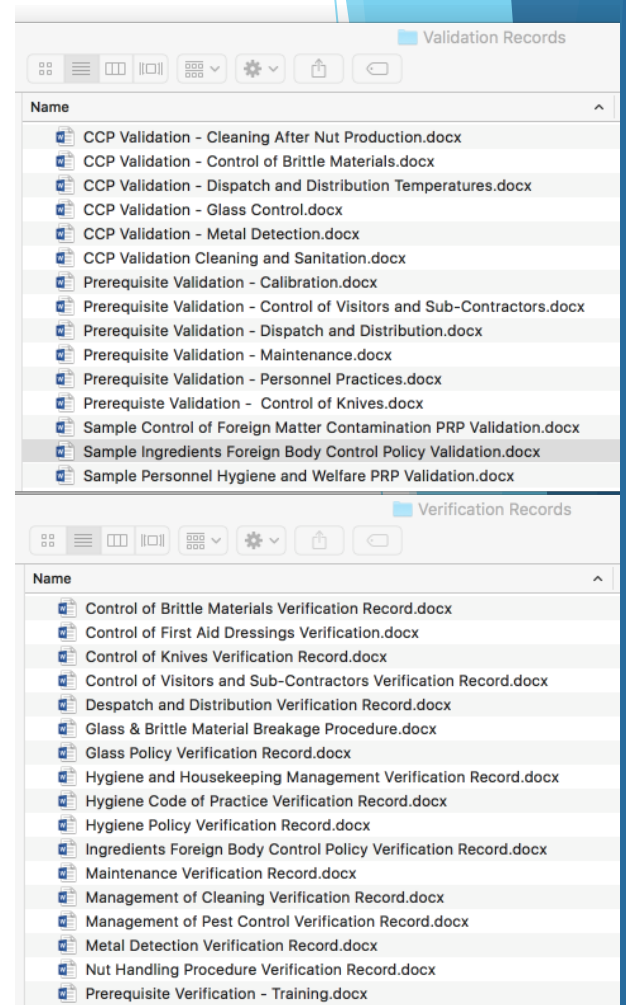 Validation Records
Name
CCP Validation - Cleaning After Nut Production.docx
CCP Validation - Control of Brittle Materials.docx
CCP Validation - Dispatch and Distribution Temperatures.docx
CCP Validation - Glass Control.docx
CCP Validation - Metal Detection.docx
CCP Validation Cleaning and Sanitation.docx
Prerequisite Validation - Calibration.docx
Prerequisite Validation - Control of Visitors and Sub-Contractors.docx
Prerequisite Validation - Dispatch and Distribution.docx
Prerequisite Validation - Maintenance.docx
Prerequisite Validation - Personnel Practices.docx
Prerequiste Validation -  Control of Knives.docx
Sample Control of Foreign Matter Contamination PRP Validation.docx
Sample Ingredients Foreign Body Control Policy Validation.docx
Sample Personnel Hygiene and Welfare PRP Validation.docx
Verification Records
Name
Control of Brittle Materials Verification Record.docx
Control of First Aid Dressings Verification.docx
Control of Knives Verification Record.docx
Control of Visitors and Sub-Contractors Verification Record.docx
Despatch and Distribution Verification Record.docx
Glass & Brittle Material Breakage Procedure.docx
Glass Policy Verification Record.docx
Hygiene and Housekeeping Management Verification Record.docx
Hygiene Code of Practice Verification Record.docx
Hygiene Policy Verification Record.docx
Ingredients Foreign Body Control Policy Verification Record.docx
Maintenance Verification Record.docx
Management of Cleaning Verification Record.docx
Management of Pest Control Verification Record.docx
Metal Detection Verification Record.docx
Nut Handling Procedure Verification Record.docx
Prerequisite Verification - Training.docx